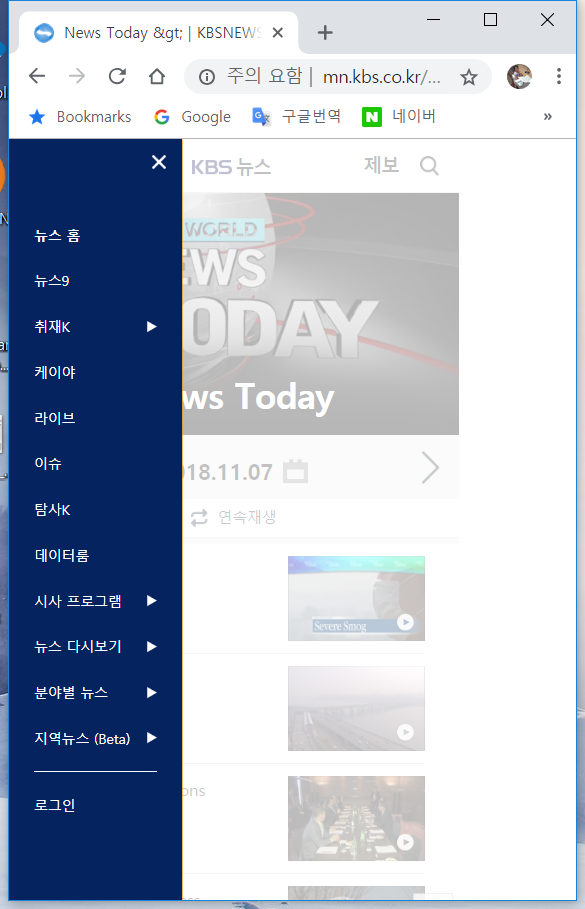 News Today &gt; | KBSNEWS
주의 요함 | mn.kbs.co.kr/...
Bookmarks
Google
구글번역
네이버
»
KBS 뉴스
제보
뉴스 홈
뉴스9
취재K
케이야
라이브
이슈
탐사K
데이터룸
시사 프로그램
뉴스 다시보기
분야별 뉴스
지역뉴스 (Beta)
로그인
WORLD
NEWS
TODAY
ws Today
018.11.07
연속재생
Severe Smog
ons